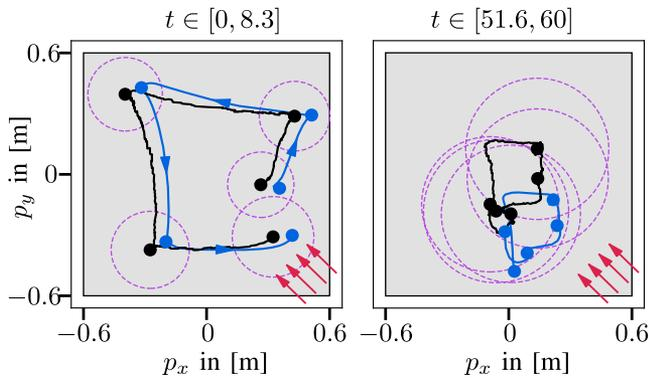 t ∈ [0, 8.3]
t ∈ [51.6, 60]
0.6
0
−0.6
p_y in [m]
−0.6
0
0.6
−0.6
0
0.6
p_x in [m]
p_x in [m]